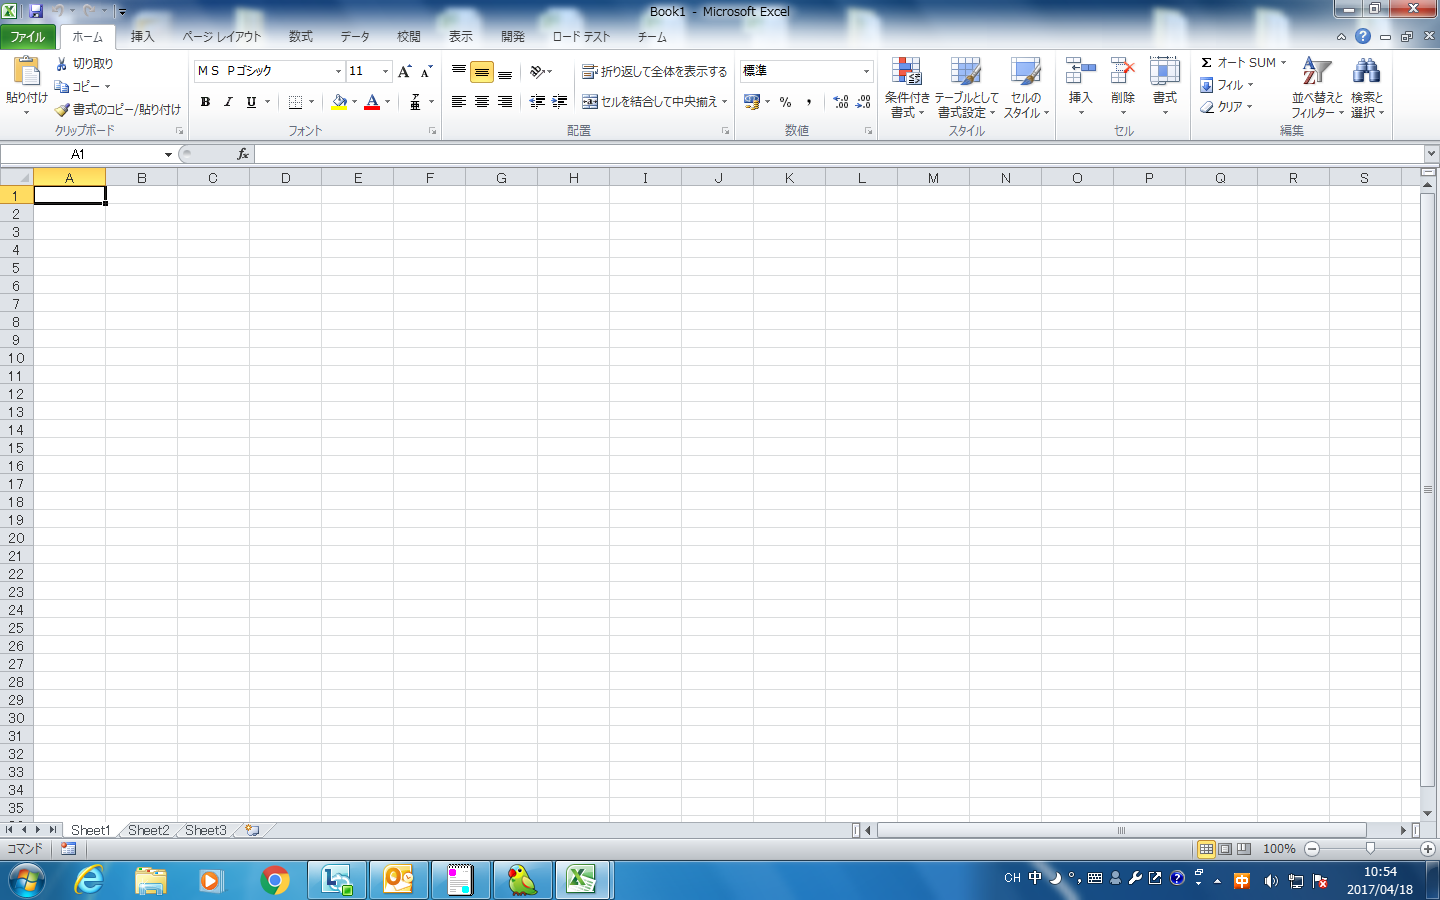 Book1 - Microsoft Excel
ファイル ホーム 挿入 ページ レイアウト 数式 データ 校閲 表示 開発 ロード テスト チーム
貼り付け
切り取り
コピー
書式のコピー/貼り付け
クリップボード
ＭＳ Ｐゴシック 11
B I U
フォント
折り返して全体を表示する
セルを結合して中央揃え
配置
標準
%
数値
条件付き書式
テーブルとして書式設定
セルのスタイル
スタイル
挿入 削除 書式
セル
Σ オート SUM
フィル
クリア
並べ替えとフィルター
検索と選択
編集
A1 fx
A B C D E F G H I J K L M N O P Q R S
1
2
3
4
5
6
7
8
9
10
11
12
13
14
15
16
17
18
19
20
21
22
23
24
25
26
27
28
29
30
31
32
33
34
35
Sheet1 Sheet2 Sheet3
コマンド 100%
CH 中 中
10:54
2017/04/18